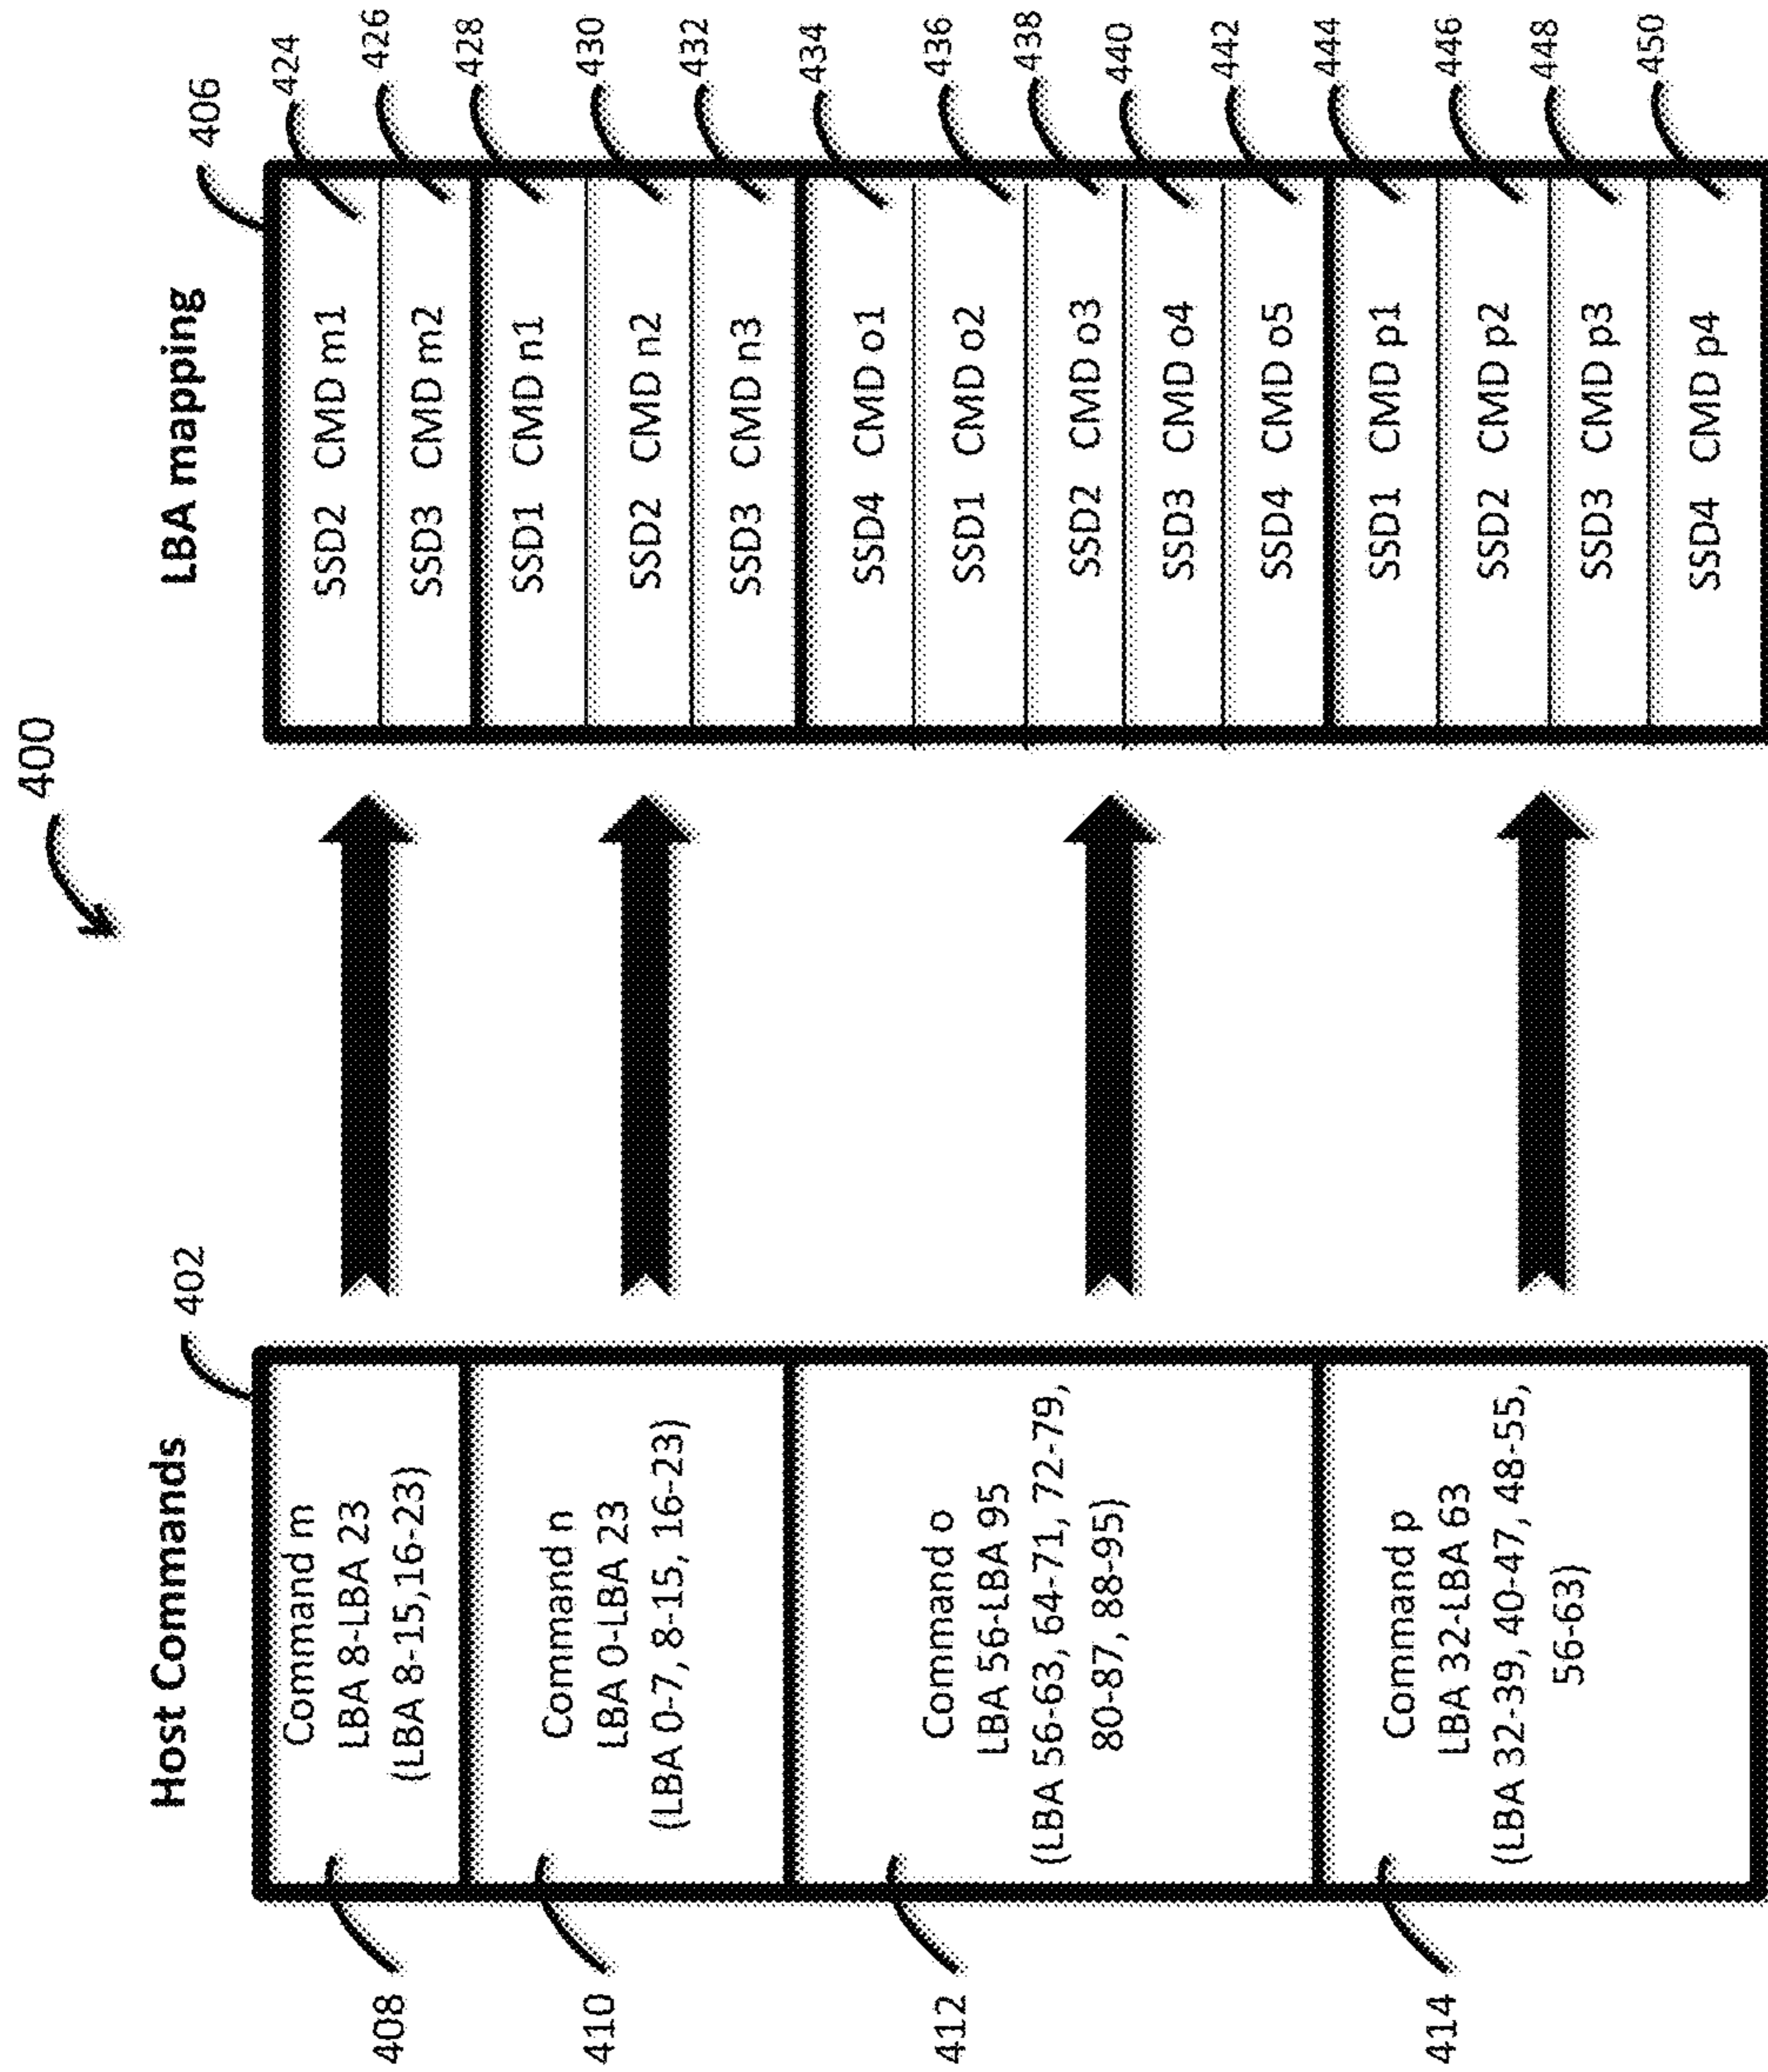 400
Host Commands
402
408
Command m
LBA 8-LBA 23
(LBA 8-15,16-23)
410
Command n
LBA 0-LBA 23
(LBA 0-7, 8-15, 16-23)
412
Command o
LBA 56-LBA 95
(LBA 56-63, 64-71, 72-79,
80-87, 88-95)
414
Command p
LBA 32-LBA 63
(LBA 32-39, 40-47, 48-55,
56-63)
LBA mapping
406
SSD2 CMD m1 424
SSD3 CMD m2 426
SSD1 CMD n1 428
SSD2 CMD n2 430
SSD3 CMD n3 432
SSD4 CMD o1 434
SSD1 CMD o2 436
SSD2 CMD o3 438
SSD3 CMD o4 440
SSD4 CMD o5 442
SSD1 CMD p1 444
SSD2 CMD p2 446
SSD3 CMD p3 448
SSD4 CMD p4 450